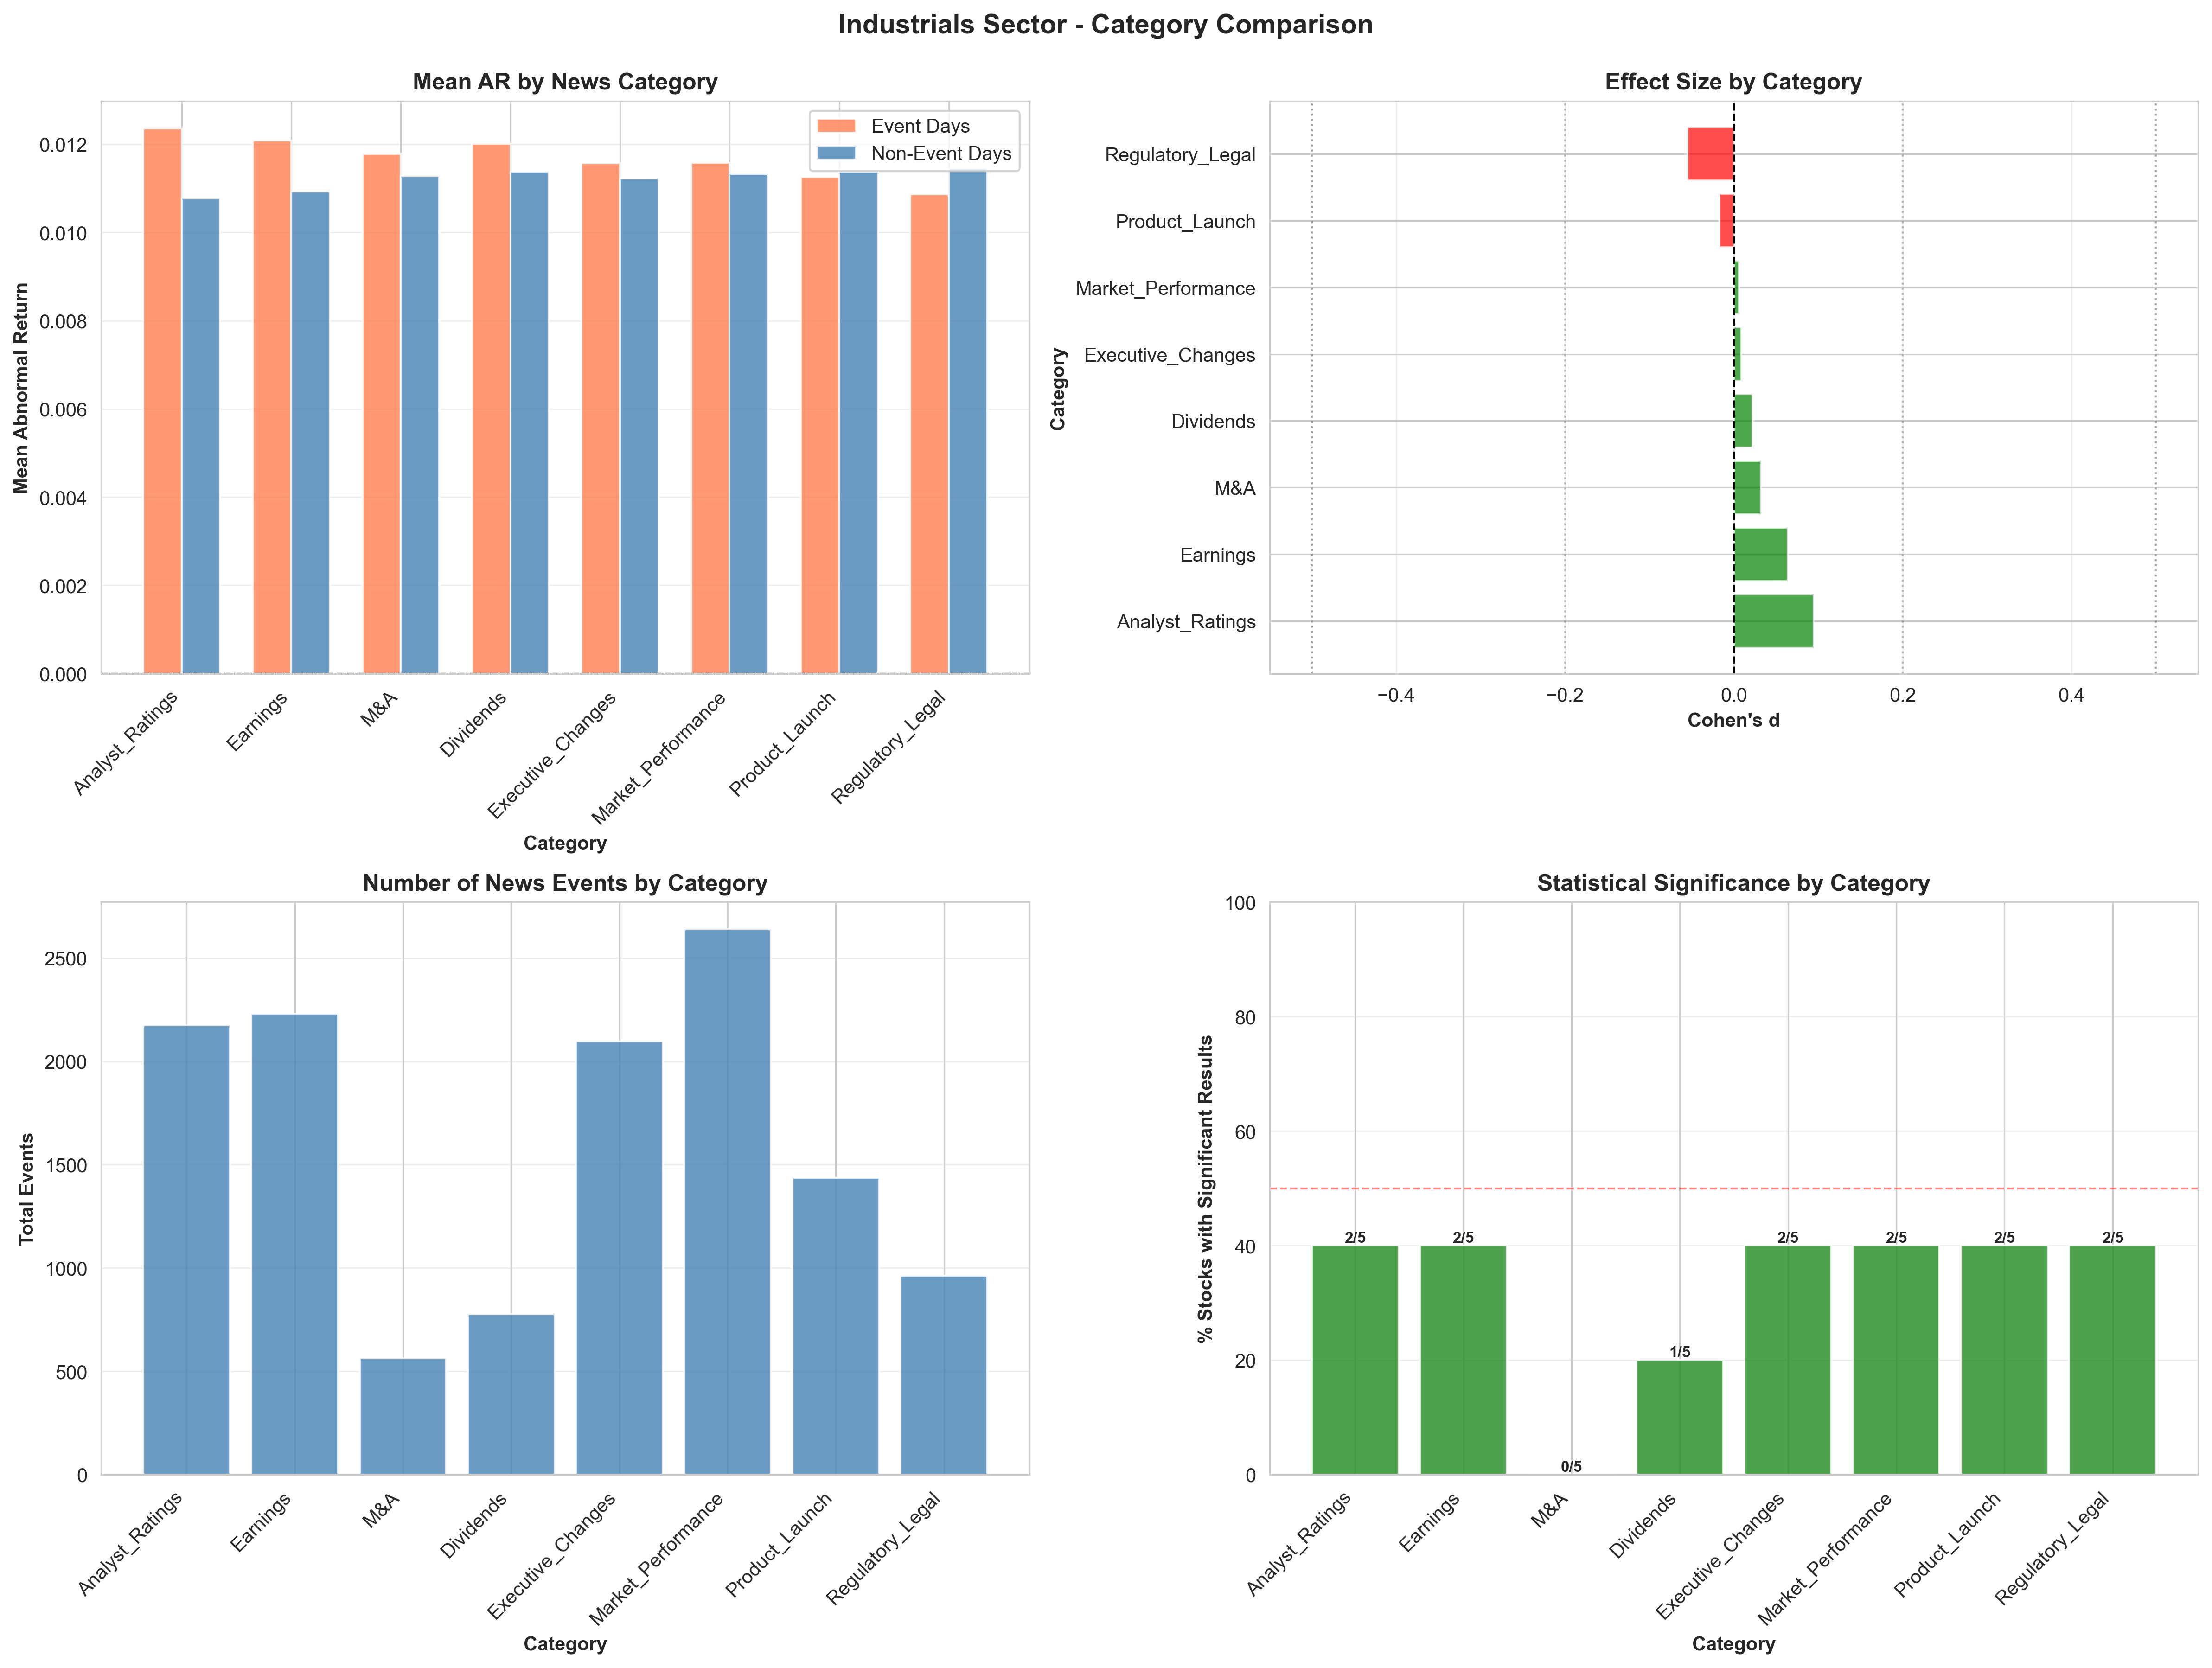 Industrials Sector - Category Comparison
Mean AR by News Category
Mean Abnormal Return
0.012
0.010
0.008
0.006
0.004
0.002
0.000
Event Days
Non-Event Days
Analyst_Ratings
Earnings
M&A
Dividends
Executive_Changes
Market_Performance
Product_Launch
Regulatory_Legal
Category
Effect Size by Category
Category
Regulatory_Legal
Product_Launch
Market_Performance
Executive_Changes
Dividends
M&A
Earnings
Analyst_Ratings
−0.4
−0.2
0.0
0.2
0.4
Cohen's d
Number of News Events by Category
Total Events
2500
2000
1500
1000
500
0
Analyst_Ratings
Earnings
M&A
Dividends
Executive_Changes
Market_Performance
Product_Launch
Regulatory_Legal
Category
Statistical Significance by Category
% Stocks with Significant Results
100
80
60
40
20
0
2/5
2/5
0/5
1/5
2/5
2/5
2/5
2/5
Analyst_Ratings
Earnings
M&A
Dividends
Executive_Changes
Market_Performance
Product_Launch
Regulatory_Legal
Category